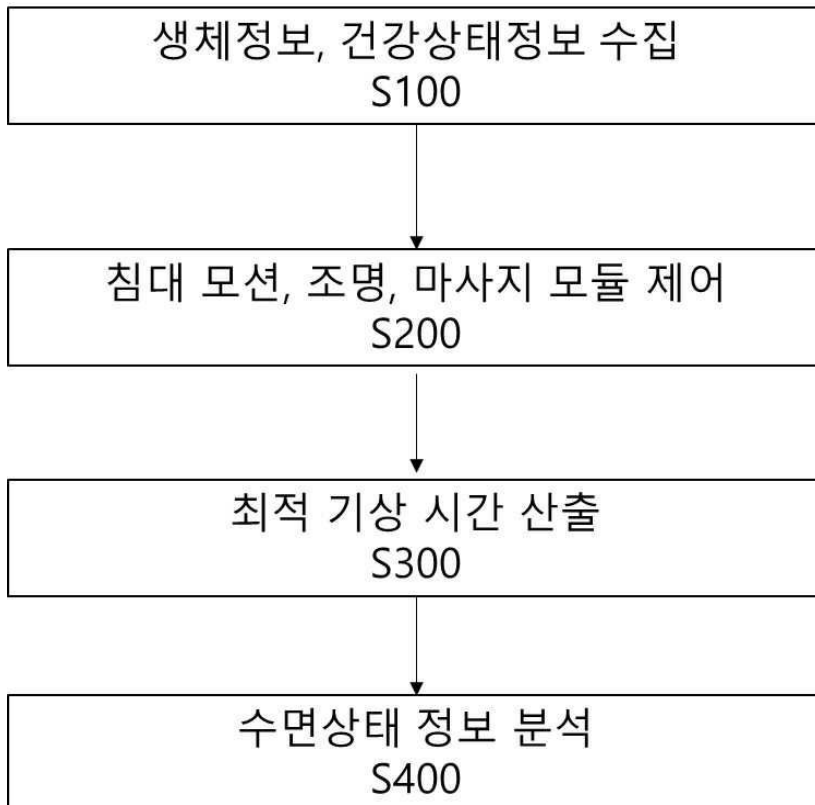 생체정보, 건강상태정보 수집
S100
침대 모션, 조명, 마사지 모듈 제어
S200
최적 기상 시간 산출
S300
수면상태 정보 분석
S400